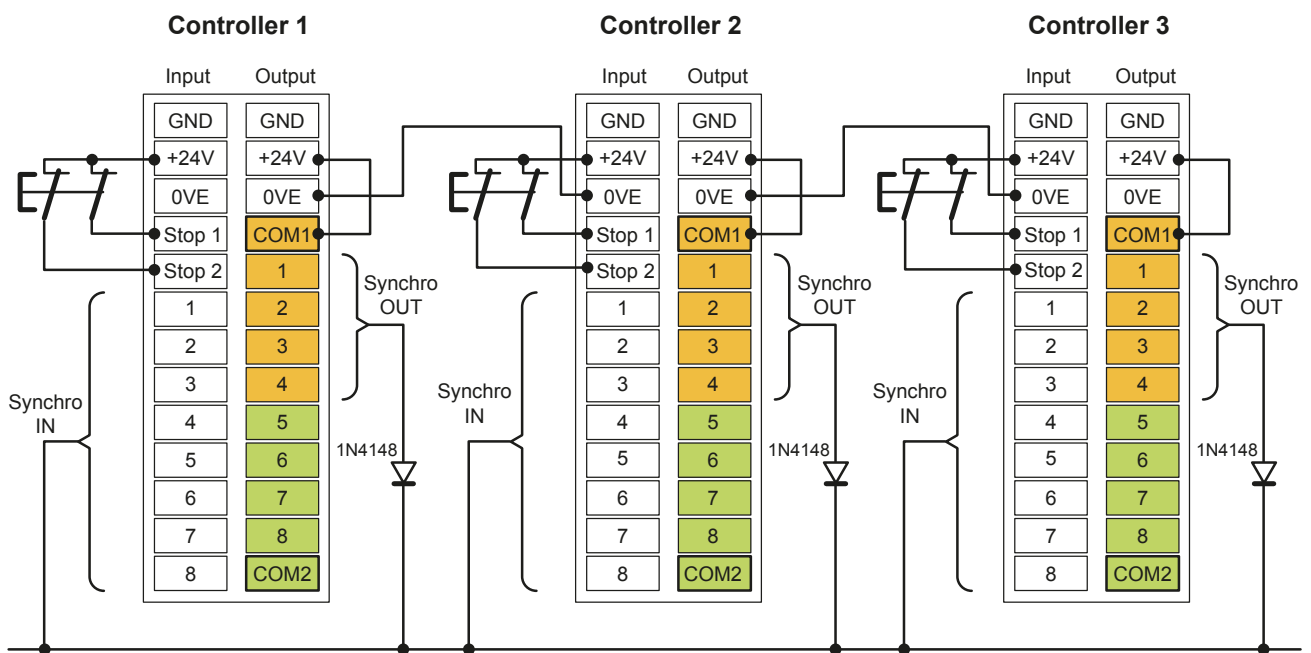 Controller 1 Controller 2 Controller 3
Input Output Input Output Input Output
GND GND GND GND GND GND
+24V +24V +24V +24V +24V +24V
0VE 0VE 0VE 0VE 0VE 0VE
Stop 1 COM1 Stop 1 COM1 Stop 1 COM1
Stop 2 1 Stop 2 1 Stop 2 1
Synchro OUT Synchro OUT Synchro OUT
1 2 1 2 1 2
2 3 2 3 2 3
3 4 3 4 3 4
Synchro IN Synchro IN Synchro IN
4 5 4 5 4 5
1N4148 1N4148 1N4148
5 6 5 6 5 6
6 7 6 7 6 7
7 8 7 8 7 8
8 COM2 8 COM2 8 COM2